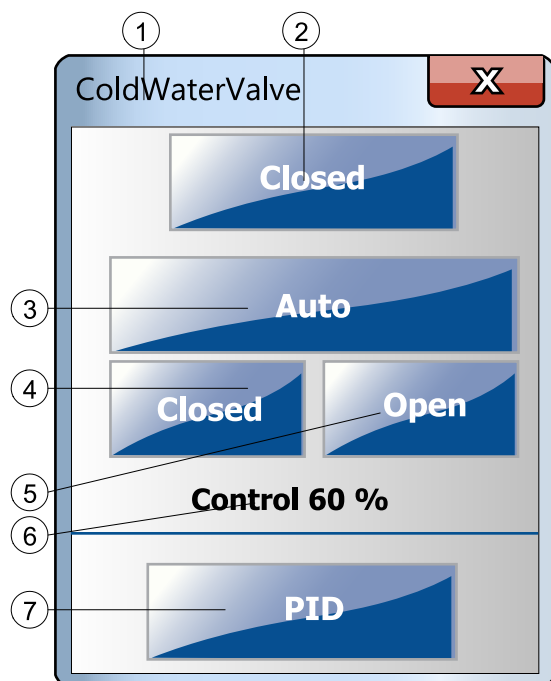 1 2
ColdWaterValve X
Closed
3 Auto
4 Closed Open
5
Control 60 %
6
7 PID